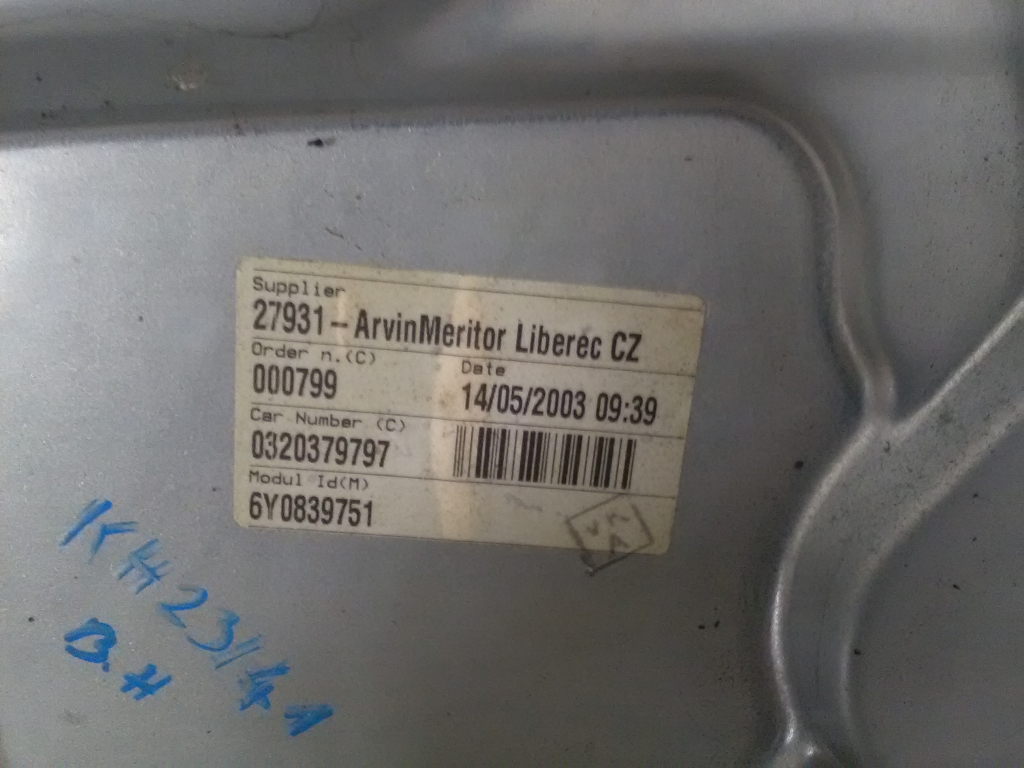 Supplier
27931 - ArvinMeritor Liberec CZ
Order n.(C)
000799
Date
14/05/2003 09:39
Car Number (C)
0320379797
Modul Id(M)
6Y0839751